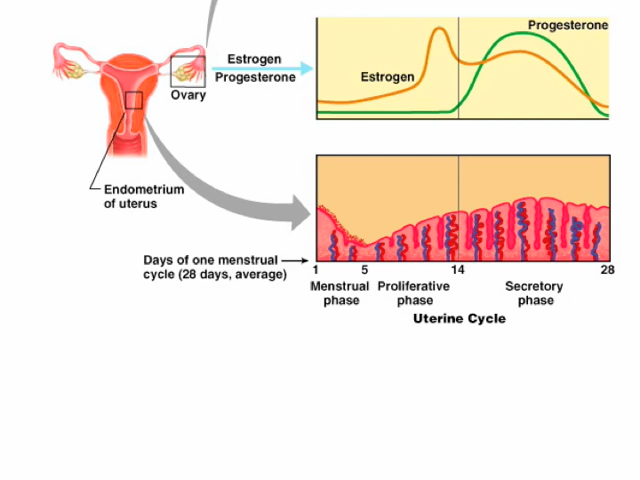 Progesterone
Estrogen
Progesterone
Estrogen
Ovary
Endometrium
of uterus
Days of one menstrual
cycle (28 days, average)
1 5 14 28
Menstrual
phase
Proliferative
phase
Secretory
phase
Uterine Cycle